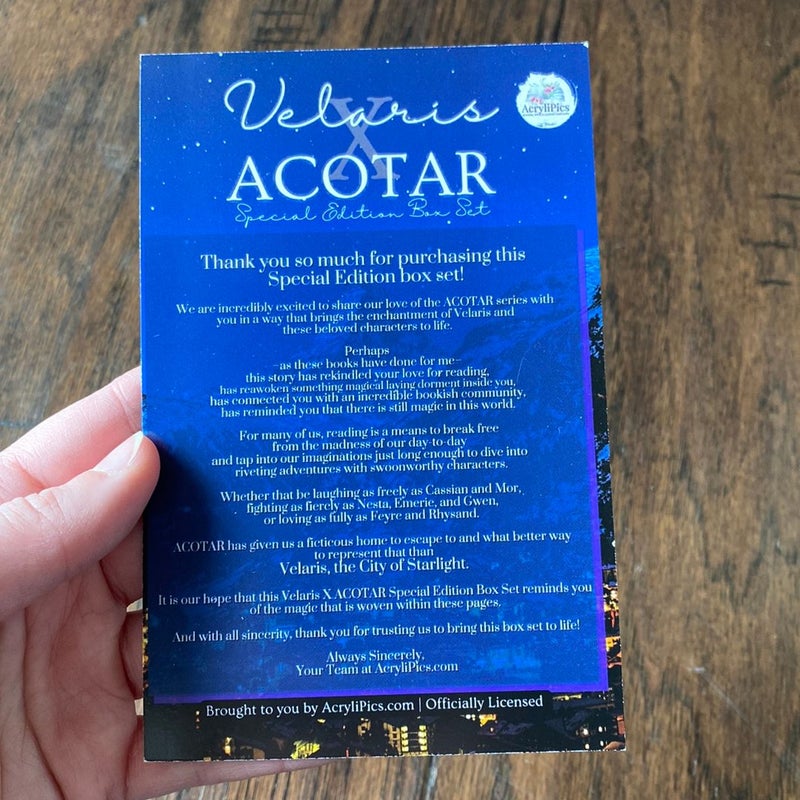 Velaris
X
ACOTAR
Special Edition Box Set
AcryliPics
Thank you so much for purchasing this
Special Edition box set!
We are incredibly excited to share our love of the ACOTAR series with
you in a way that brings the enchantment of Velaris and
these beloved characters to life.
Perhaps
—as these books have done for me—
this story has rekindled your love for reading,
has reawoken something magical laying dorment inside you,
has connected you with an incredible bookish community,
has reminded you that there is still magic in this world.
For many of us, reading is a means to break free
from the madness of our day-to-day
and tap into our imaginations just long enough to dive into
riveting adventures with swoonworthy characters.
Whether that be laughing as freely as Cassian and Mor,
fighting as fiercly as Nesta, Emerie, and Gwen,
or loving as fully as Feyre and Rhysand.
ACOTAR has given us a ficticous home to escape to and what better way
to represent that than
Velaris, the City of Starlight.
It is our hope that this Velaris X ACOTAR Special Edition Box Set reminds you
of the magic that is woven within these pages.
And with all sincerity, thank you for trusting us to bring this box set to life!
Always Sincerely,
Your Team at AcryliPics.com
Brought to you by AcryliPics.com | Officially Licensed